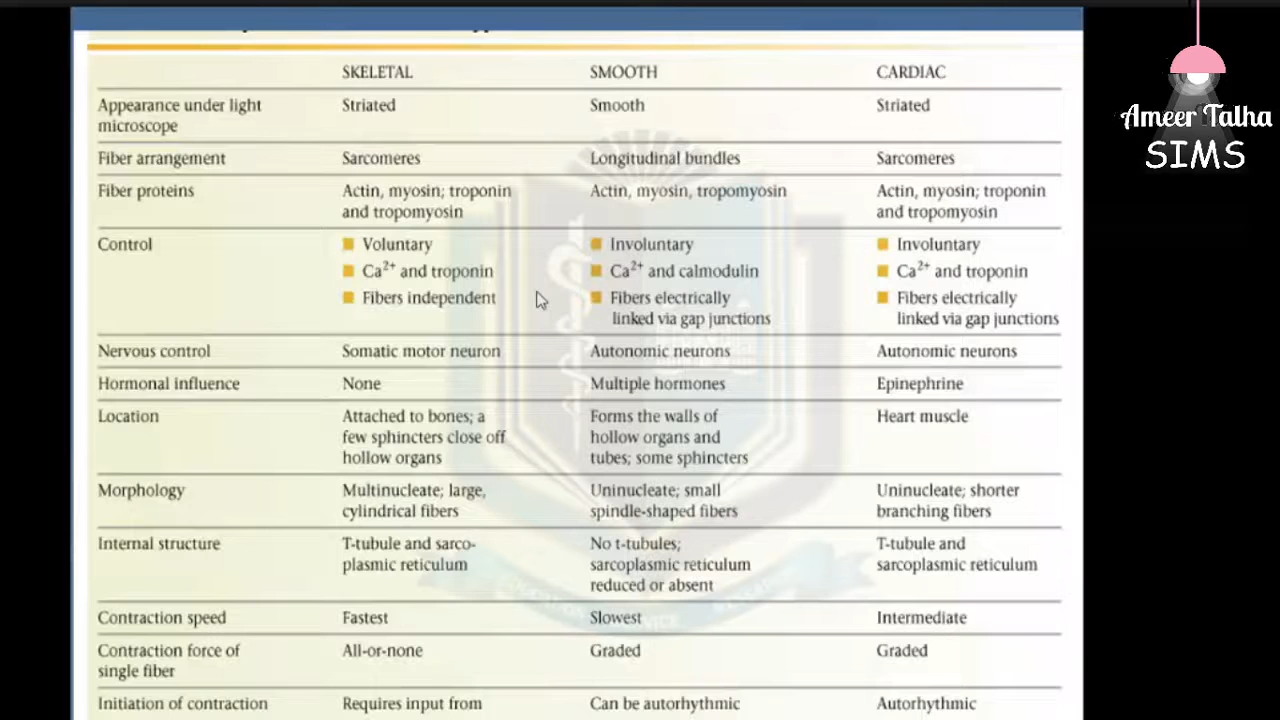 SKELETAL SMOOTH CARDIAC
Appearance under light Striated Smooth Striated
microscope
Fiber arrangement Sarcomeres Longitudinal bundles Sarcomeres
Fiber proteins Actin, myosin; troponin Actin, myosin, tropomyosin Actin, myosin; troponin
and tropomyosin and tropomyosin
Control Voluntary Involuntary Involuntary
Ca²⁺ and troponin Ca²⁺ and calmodulin Ca²⁺ and troponin
Fibers independent Fibers electrically Fibers electrically
linked via gap junctions linked via gap junctions
Nervous control Somatic motor neuron Autonomic neurons Autonomic neurons
Hormonal influence None Multiple hormones Epinephrine
Location Attached to bones; a Forms the walls of Heart muscle
few sphincters close off hollow organs and
hollow organs tubes; some sphincters
Morphology Multinucleate; large, Uninucleate; small Uninucleate; shorter
cylindrical fibers spindle-shaped fibers branching fibers
Internal structure T-tubule and sarco- No t-tubules; T-tubule and
plasmic reticulum sarcoplasmic reticulum sarcoplasmic reticulum
reduced or absent
Contraction speed Fastest Slowest Intermediate
Contraction force of All-or-none Graded Graded
single fiber
Initiation of contraction Requires input from Can be autorhythmic Autorhythmic
Ameer Talha
SIMS